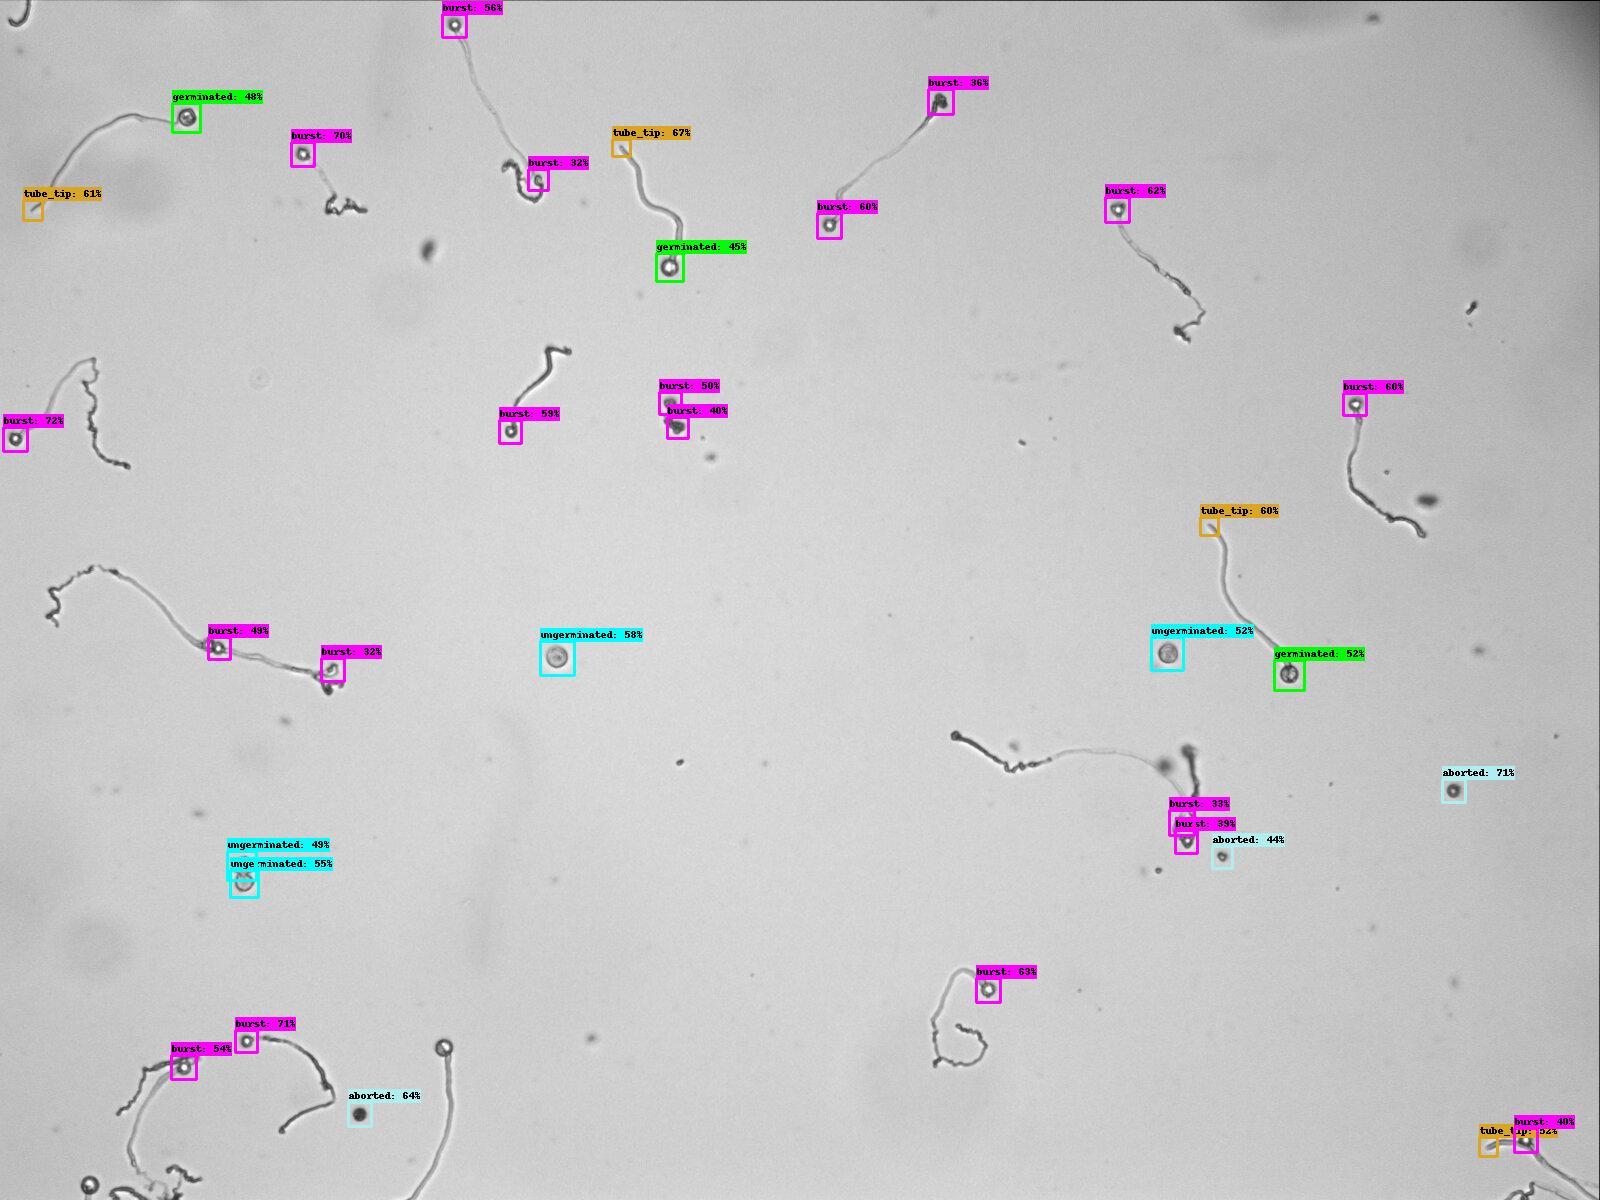 burst: 56%
burst: 36%
germinated: 48%
tube_tip: 67%
burst: 70%
burst: 32%
burst: 62%
tube_tip: 61%
burst: 60%
germinated: 45%
burst: 50%
burst: 60%
burst: 40%
burst: 59%
burst: 72%
tube_tip: 60%
burst: 49%
ungerminated: 58%
ungerminated: 52%
burst: 32%
germinated: 52%
aborted: 71%
burst: 33%
burst: 39%
aborted: 44%
ungerminated: 49%
ungerminated: 55%
burst: 63%
burst: 71%
burst: 54%
aborted: 64%
burst: 40%
tube_tip: 52%